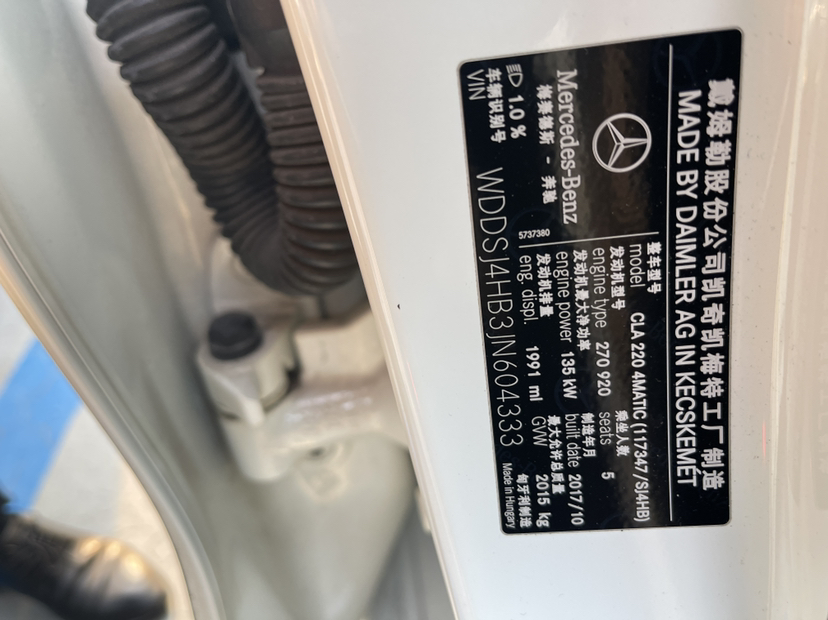 戴姆勒股份公司凯奇凯梅特工厂制造
MADE BY DAIMLER AG IN KECSKEMÉT
Mercedes-Benz
梅赛德斯 - 奔驰
整车型号
model CLA 220 4MATIC (117347/SJ4HB)
发动机型号 乘坐人数
engine type 270 920 seats 5
发动机最大净功率 制造年月
engine power 135 kW built date 2017/10
发动机排量 最大允许总质量
eng. displ. 1991 ml GVW 2015 kg
5737380
1.0 %
车辆识别号
VIN WDDSJ4HB3JN604333
匈牙利制造
Made in Hungary